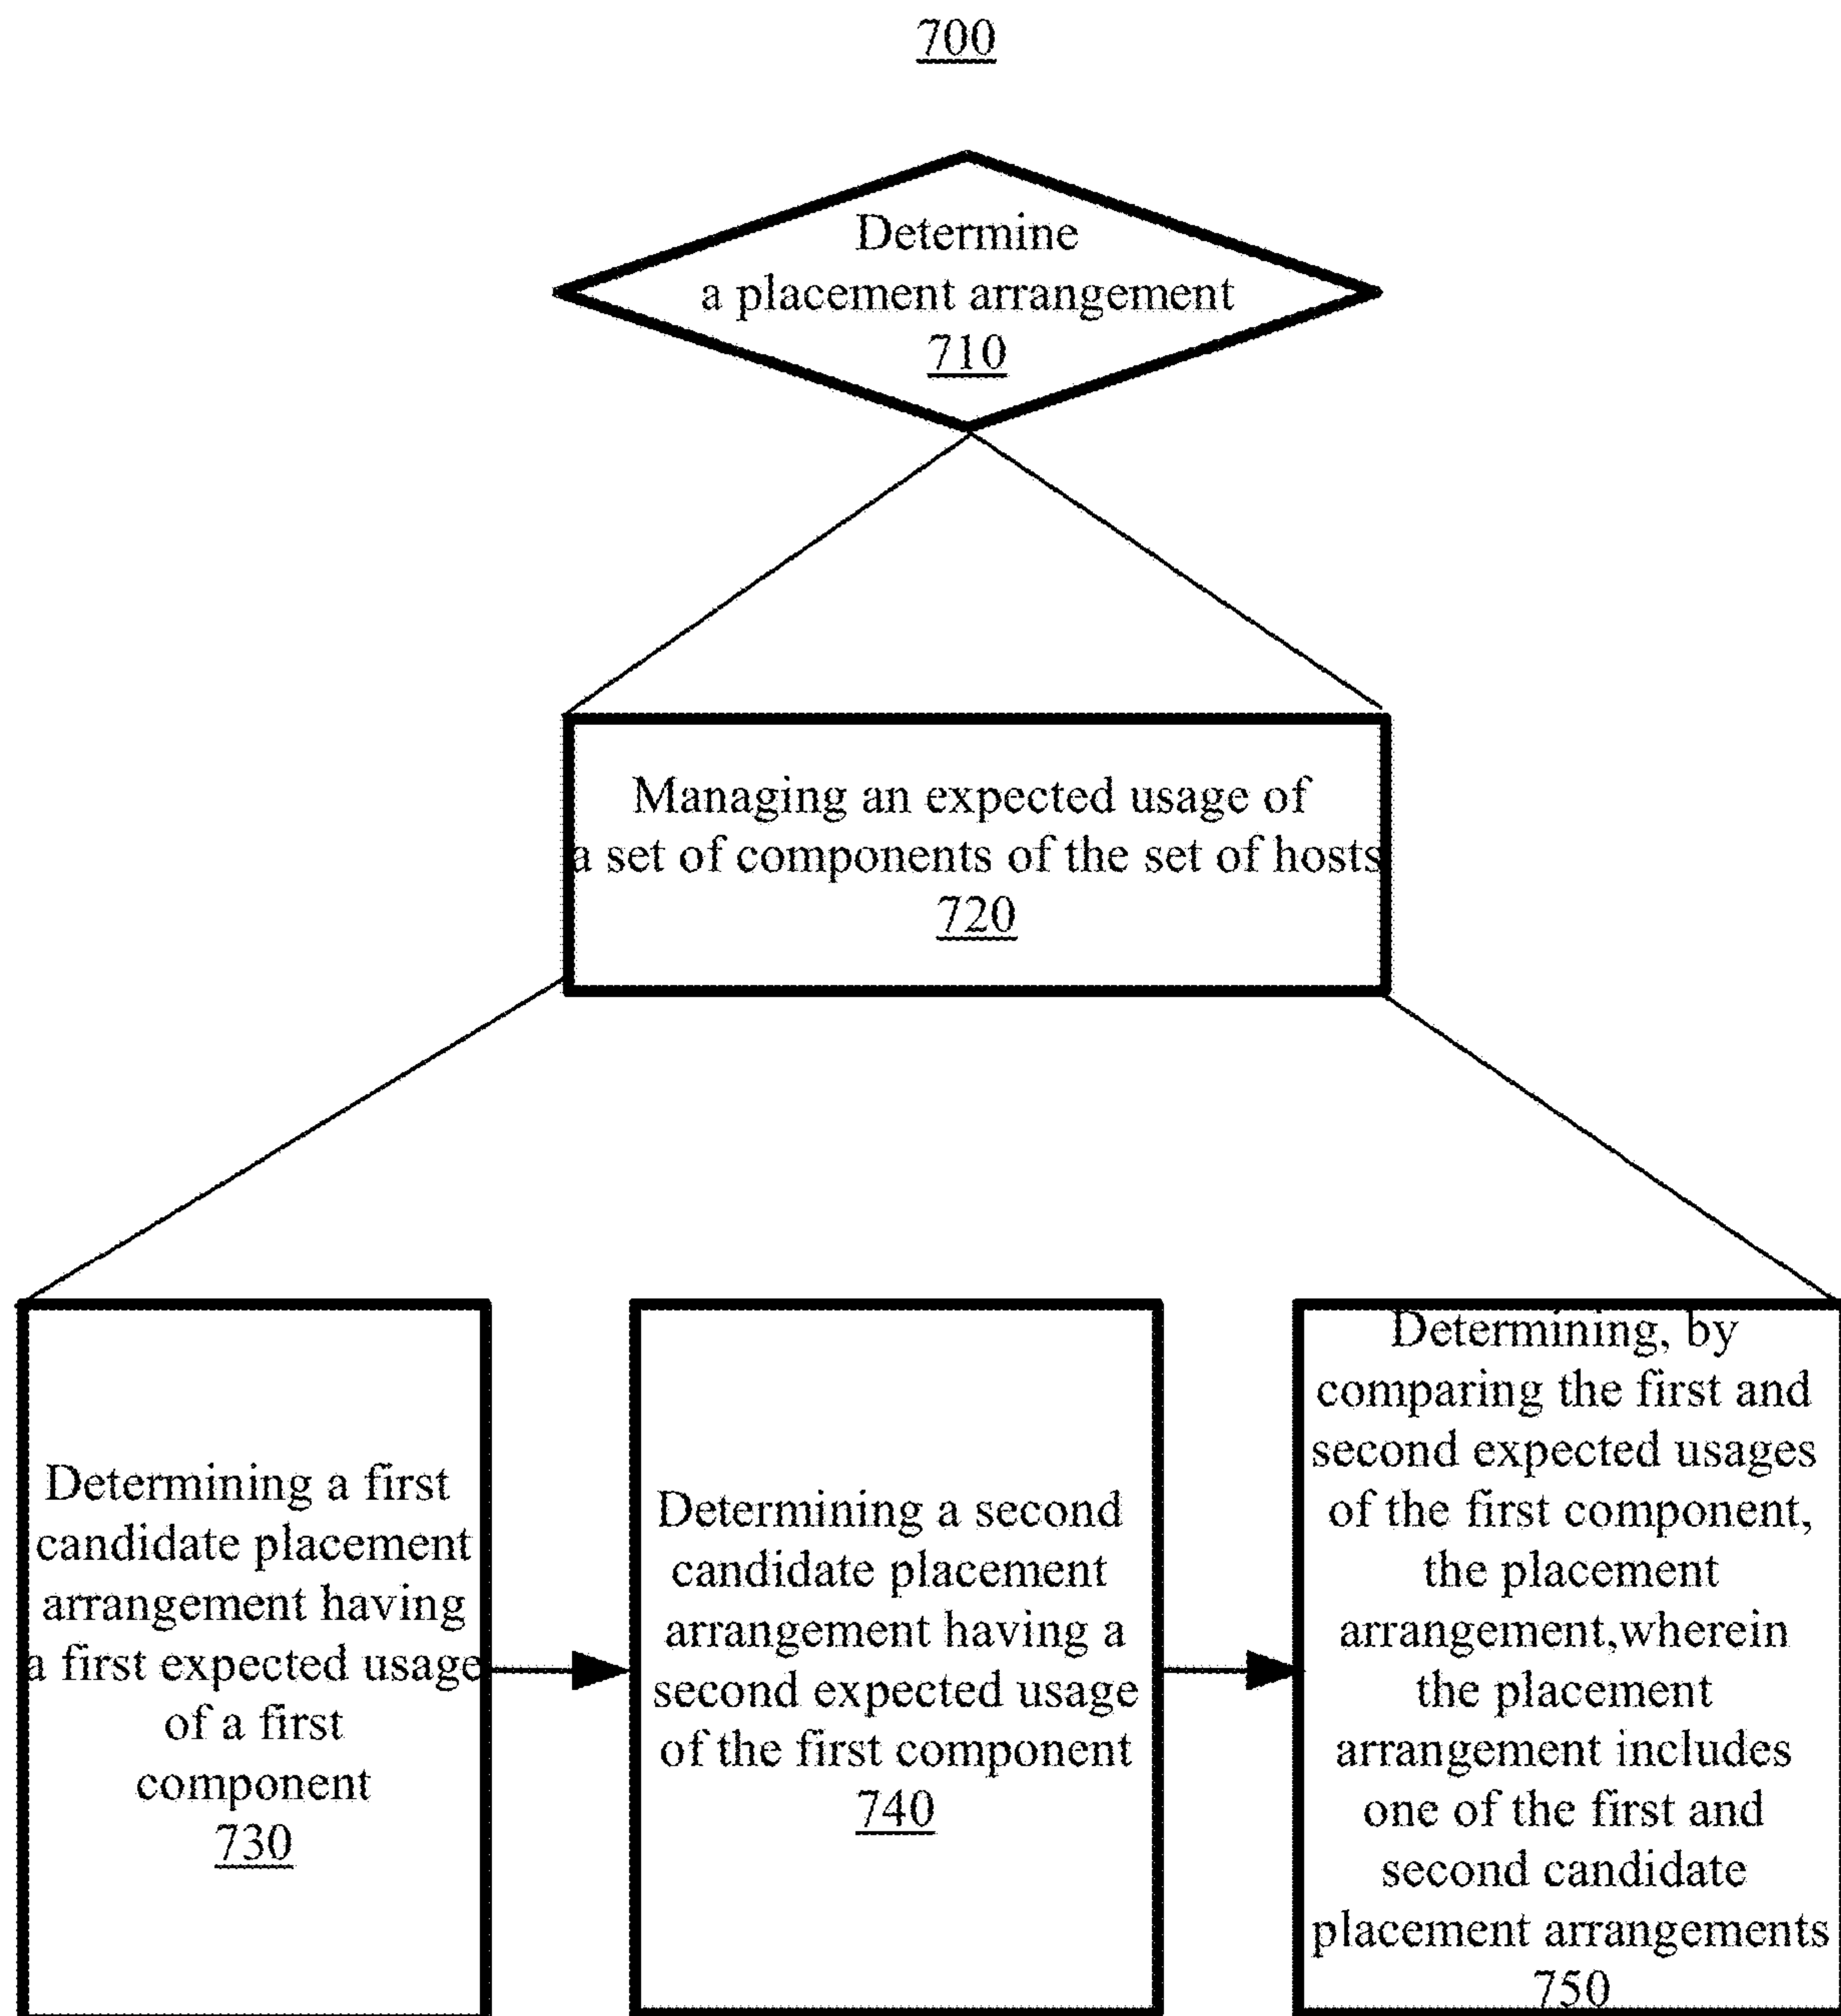 700
Determine
a placement arrangement
710
Managing an expected usage of
a set of components of the set of hosts
720
Determining a first
candidate placement
arrangement having
a first expected usage
of a first
component
730
Determining a second
candidate placement
arrangement having a
second expected usage
of the first component
740
Determining, by
comparing the first and
second expected usages
of the first component,
the placement
arrangement,wherein
the placement
arrangement includes
one of the first and
second candidate
placement arrangements
750